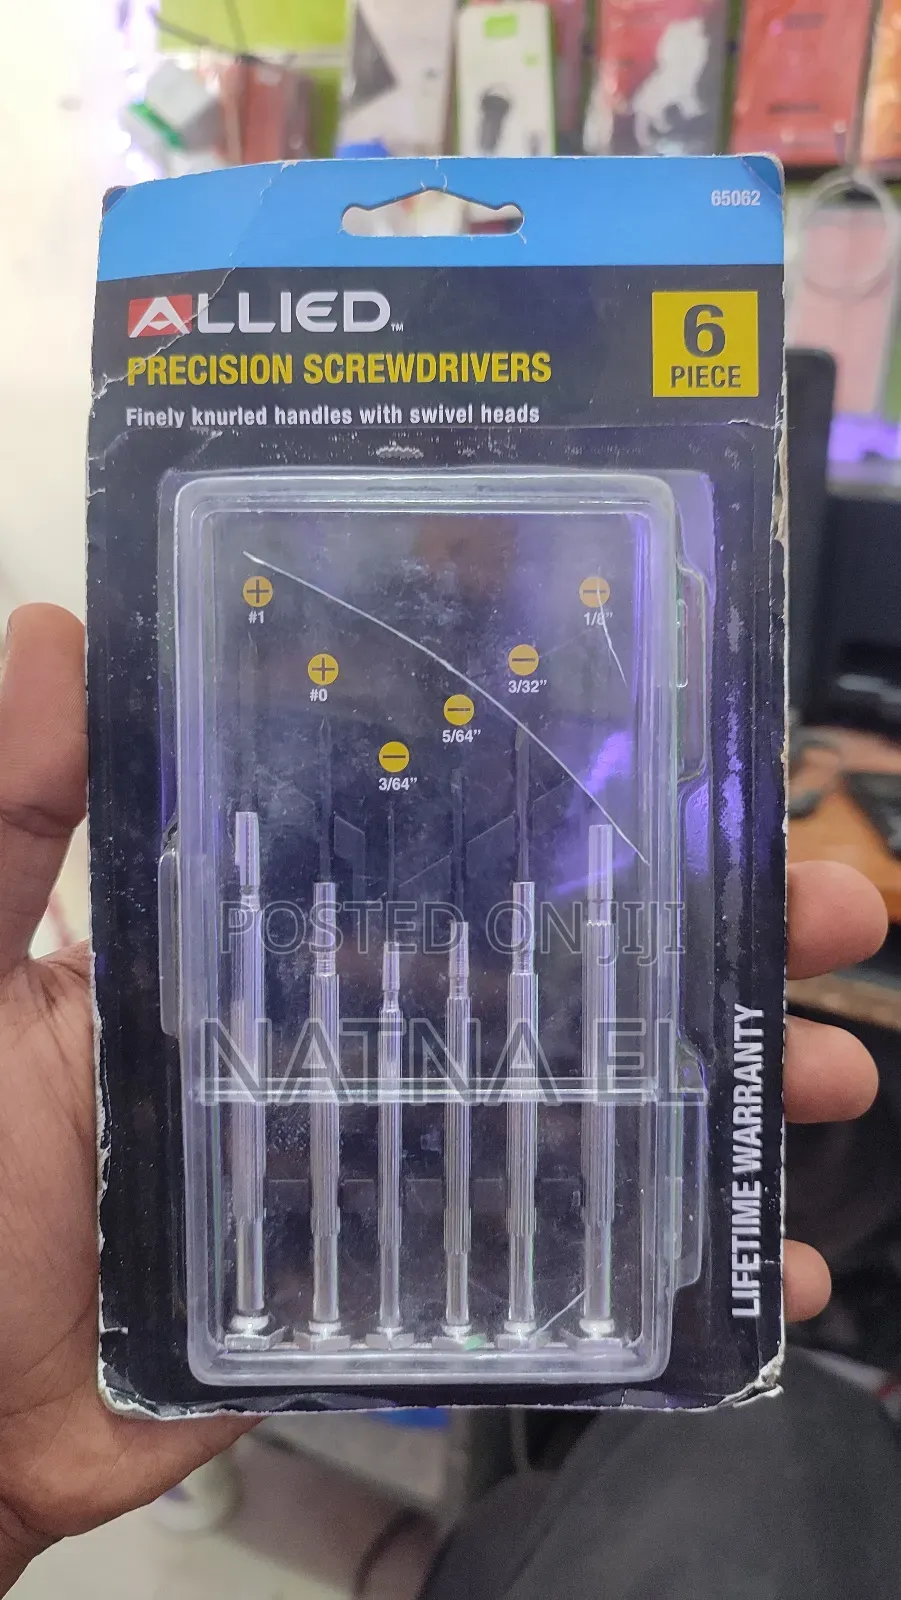 65062
ALLIED™
6
PIECE
PRECISION SCREWDRIVERS
Finely knurled handles with swivel heads
#1
1/8"
#0
3/32"
5/64"
3/64"
POSTED ON JIJI
NATNA EL
LIFETIME WARRANTY